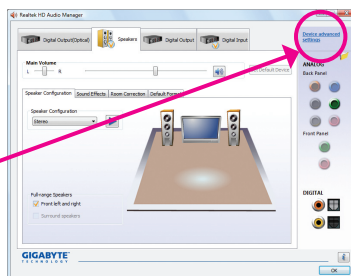 Realtek HD Audio Manager
Digital Output(Optical)
Speakers
Digital Output
Digital Input
Device advanced
settings
Main Volume
L
R
Set Default Device
ANALOG
Back Panel
Speaker Configuration
Sound Effects
Room Correction
Default Format
Speaker Configuration
Stereo
Front Panel
Full-range Speakers
Front left and right
Surround speakers
DIGITAL
GIGABYTE
TECHNOLOGY
OK